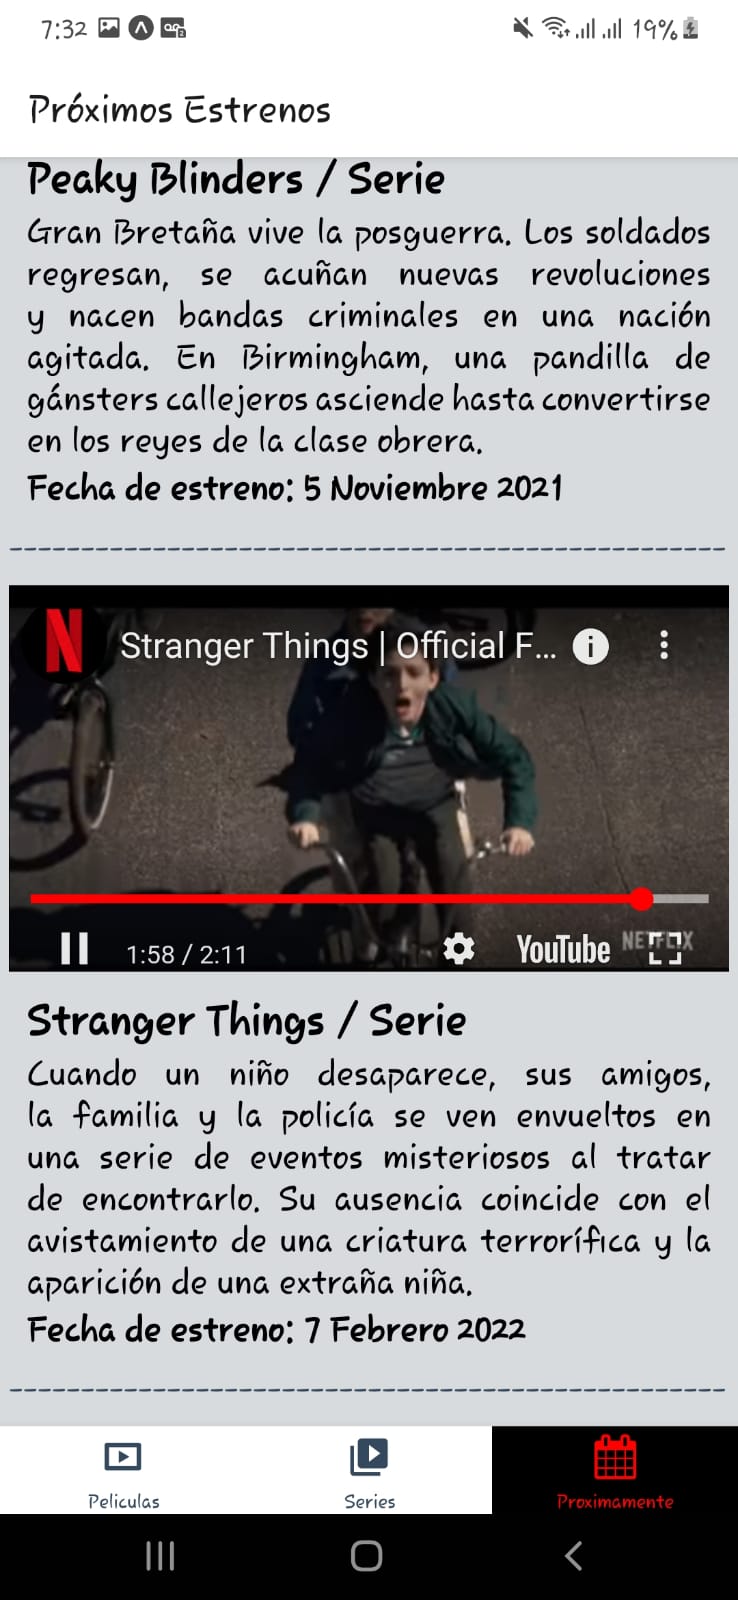 7:32
19%
Próximos Estrenos
Peaky Blinders / Serie
Gran Bretaña vive la posguerra. Los soldados
regresan, se acuñan nuevas revoluciones
y nacen bandas criminales en una nación
agitada. En Birmingham, una pandilla de
gánsters callejeros asciende hasta convertirse
en los reyes de la clase obrera.
Fecha de estreno: 5 Noviembre 2021
N Stranger Things | Official F...
1:58 / 2:11
YouTube
NETFLIX
Stranger Things / Serie
Cuando un niño desaparece, sus amigos,
la familia y la policía se ven envueltos en
una serie de eventos misteriosos al tratar
de encontrarlo. Su ausencia coincide con el
avistamiento de una criatura terrorífica y la
aparición de una extraña niña.
Fecha de estreno: 7 Febrero 2022
Peliculas
Series
Proximamente